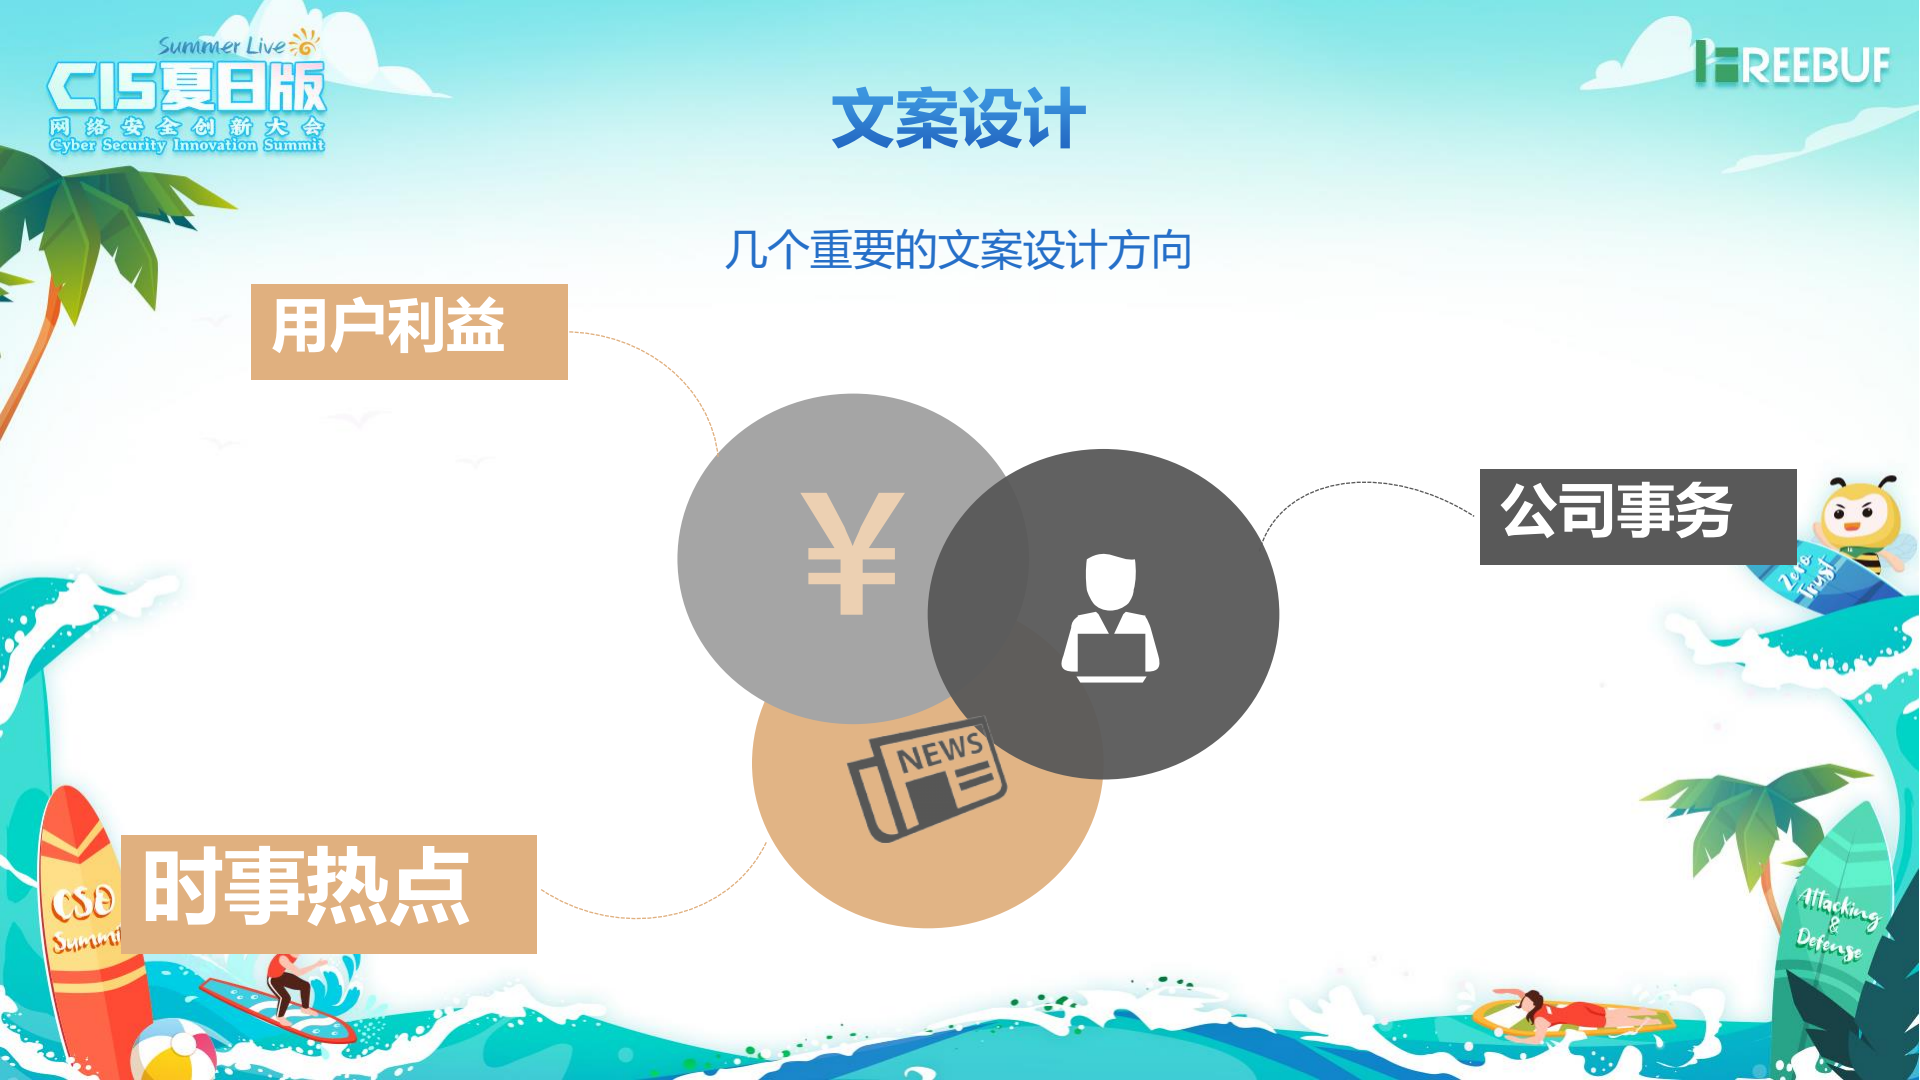 Summer Live
CIS夏日版
网络安全创新大会
Cyber Security Innovation Summit
FREEBUF
文案设计
几个重要的文案设计方向
用户利益
¥
公司事务
Zero
Trust
NEWS
时事热点
CSO
Summit
Attacking
&
Defense